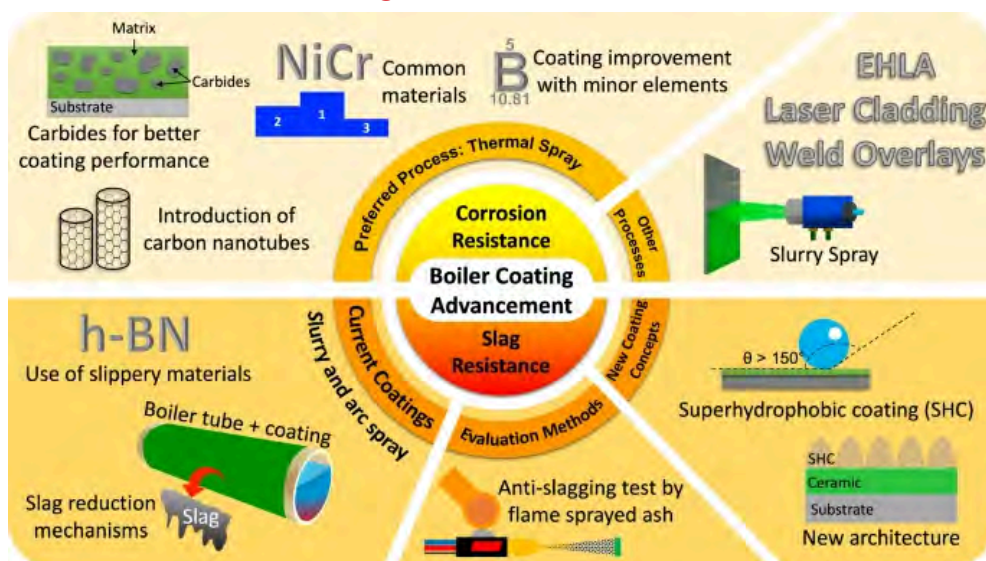 Matrix
Carbides
Substrate
Carbides for better
coating performance
Introduction of
carbon nanotubes
NiCr
Common
materials
2
1
3
5
B
10.81
Coating improvement
with minor elements
EHLA
Laser Cladding
Weld Overlays
Slurry Spray
Preferred Process: Thermal Spray
Other
Processes
Corrosion
Resistance
Boiler Coating
Advancement
Slag
Resistance
Current Coatings
Slurry and arc spray
Evaluation Methods
New Coating
Concepts
h-BN
Use of slippery materials
Boiler tube + coating
Slag reduction
mechanisms
Slag
Anti-slagging test by
flame sprayed ash
θ > 150°
Superhydrophobic coating (SHC)
SHC
Ceramic
Substrate
New architecture